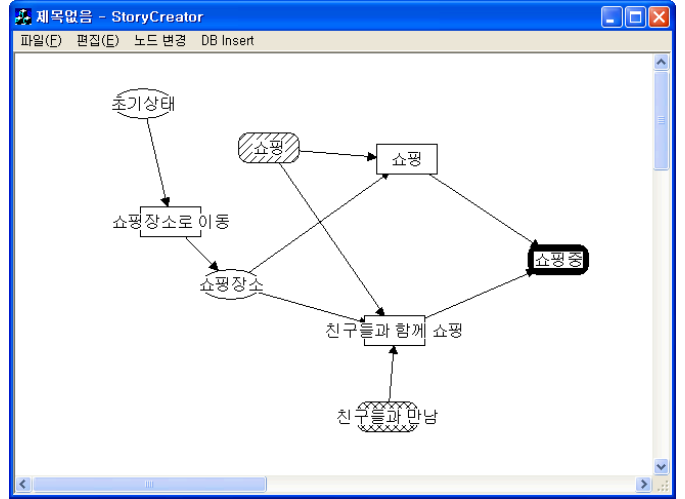 제목없음 - StoryCreator
파일(F) 편집(E) 노드 변경 DB Insert
초기상태
쇼핑
쇼핑
쇼핑장소로 이동
쇼핑중
쇼핑장소
친구들과 함께 쇼핑
친구들과 만남